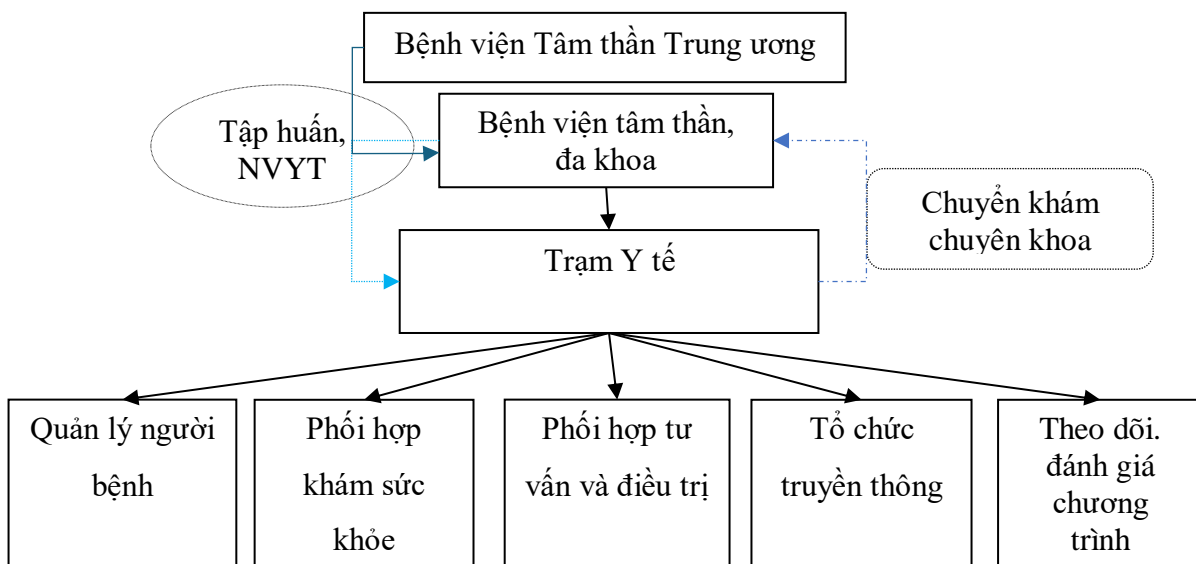 Bệnh viện Tâm thần Trung ương
Tập huấn,
NVYT
Bệnh viện tâm thần,
đa khoa
Chuyển khám
chuyên khoa
Trạm Y tế
Quản lý người
bệnh
Phối hợp
khám sức
khỏe
Phối hợp tư
vấn và điều trị
Tổ chức
truyền thông
Theo dõi.
đánh giá
chương
trình